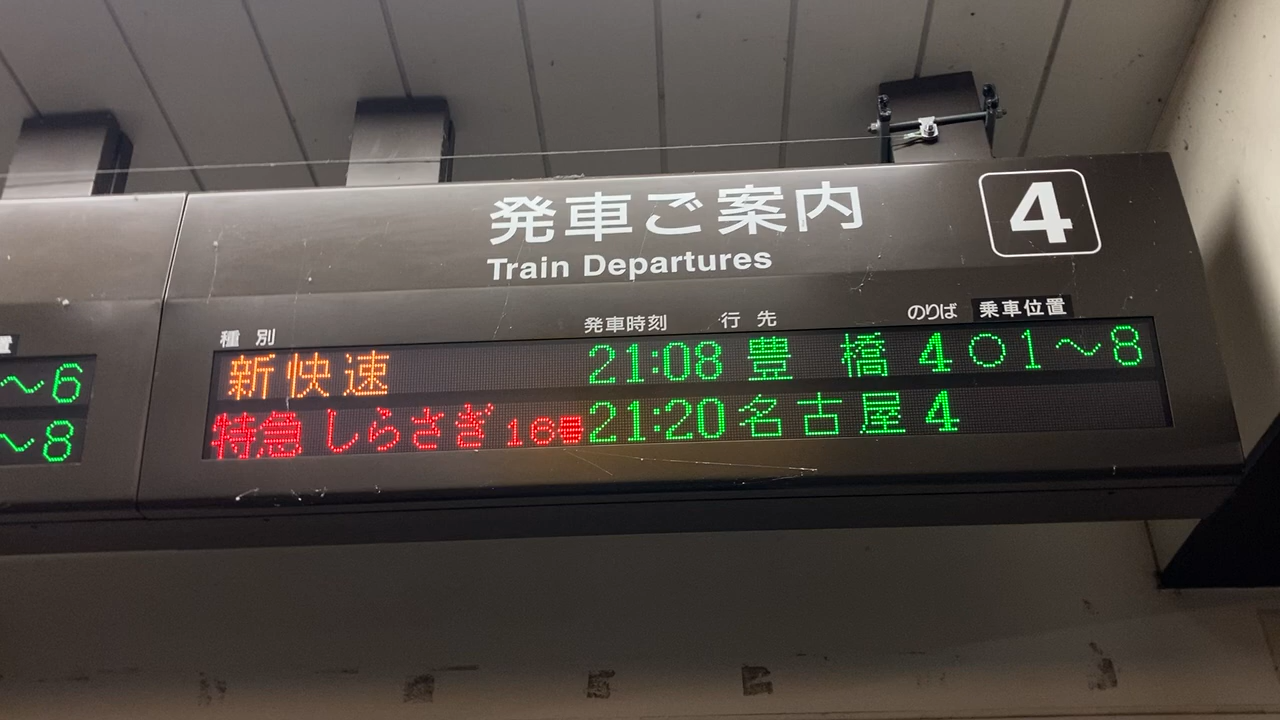 発車ご案内 4
Train Departures
種別 発車時刻 行先 のりば 乗車位置
新快速 21:08 豊橋 4 ○1～8
特急 しらさぎ 16号 21:20 名古屋 4
置
～6
～8